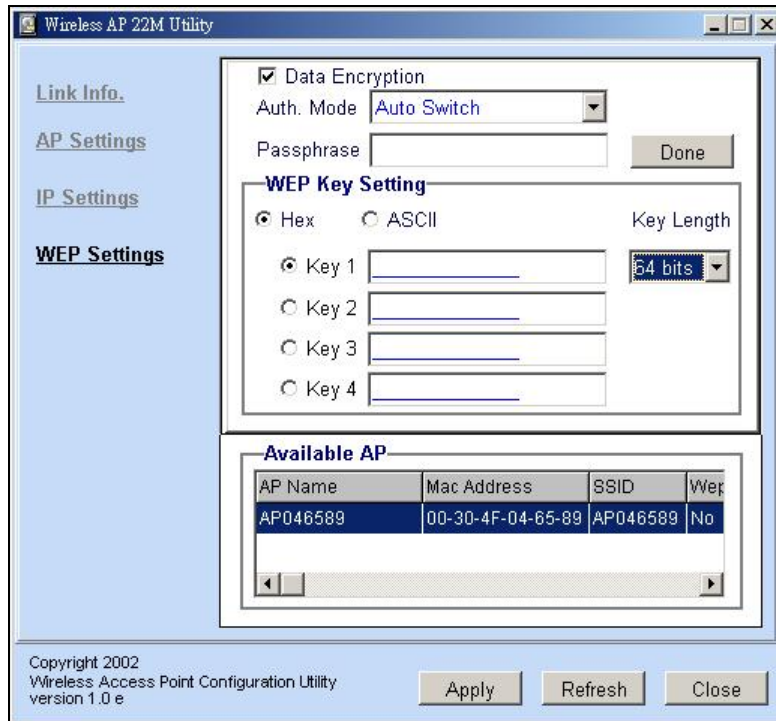 Wireless AP 22M Utility
Link Info.
AP Settings
IP Settings
WEP Settings
Data Encryption
Auth. Mode Auto Switch
Passphrase Done
WEP Key Setting
Hex ASCII Key Length
Key 1 64 bits
Key 2
Key 3
Key 4
Available AP
AP Name Mac Address SSID Wep
AP046589 00-30-4F-04-65-89 AP046589 No
Copyright 2002
Wireless Access Point Configuration Utility
version 1.0 e
Apply Refresh Close